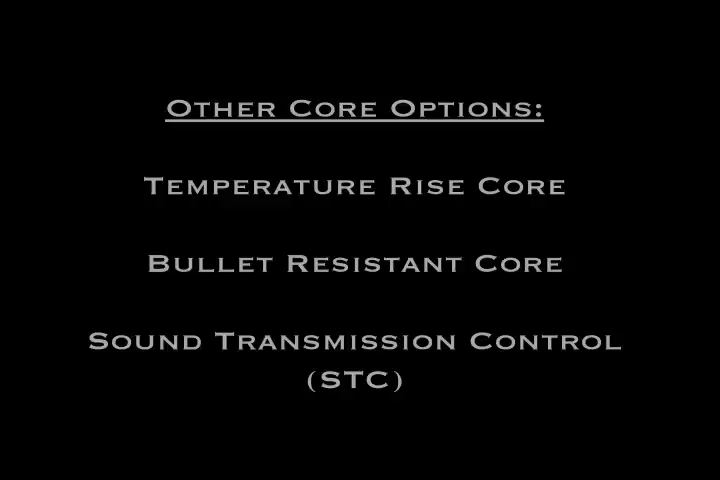 Other Core Options:
Temperature Rise Core
Bullet Resistant Core
Sound Transmission Control
(STC)